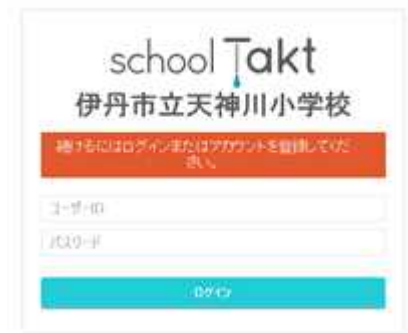 school Takt
伊丹市立天神川小学校
続けるにはログインまたはアカウントを登録してくだ
さい。
ユーザーID
パスワード
ログイン